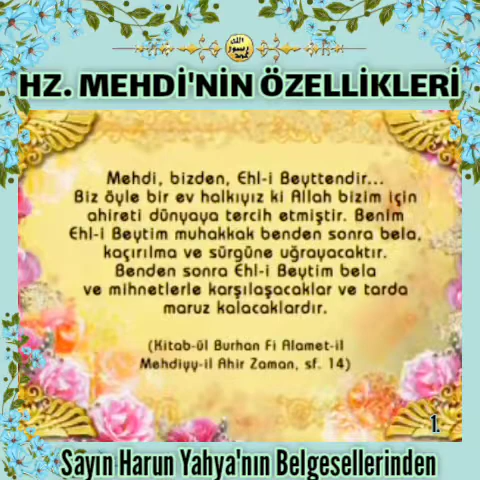 HZ. MEHDİ'NİN ÖZELLİKLERİ
Mehdi, bizden, Ehl-i Beyttendir...
Biz öyle bir ev halkıyız ki Allah bizim için
ahireti dünyaya tercih etmiştir. Benim
Ehl-i Beytim muhakkak benden sonra bela,
kaçırılma ve sürgüne uğrayacaktır.
Benden sonra Ehl-i Beytim bela
ve mihnetlerle karşılaşacaklar ve tarda
maruz kalacaklardır.
(Kitab-ül Burhan Fi Alamet-il
Mehdiyy-il Ahir Zaman, sf. 14)
1.
Sayın Harun Yahya'nın Belgesellerinden